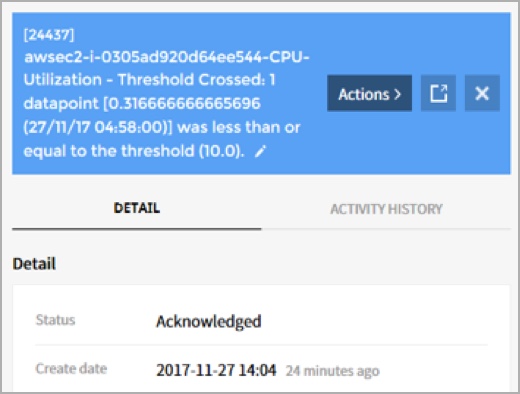 [24437]
awsec2-i-0305ad920d64ee544-CPU-
Utilization - Threshold Crossed: 1
datapoint [0.316666666665696
(27/11/17 04:58:00)] was less than or
equal to the threshold (10.0).
Actions >
DETAIL
ACTIVITY HISTORY
Detail
Status Acknowledged
Create date 2017-11-27 14:04 24 minutes ago